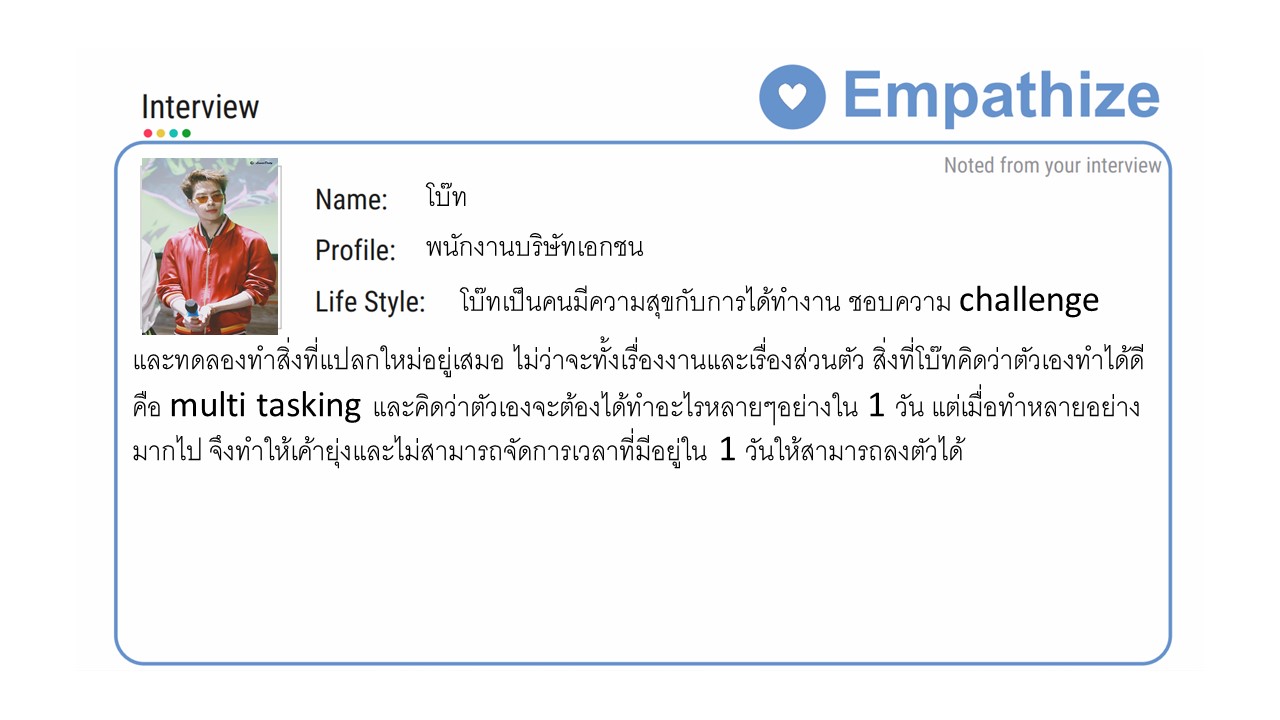 Interview
Empathize
Noted from your interview
Name: โบ๊ท
Profile: พนักงานบริษัทเอกชน
Life Style: โบ๊ทเป็นคนมีความสุขกับการได้ทำงาน ชอบความ challenge
และทดลองทำสิ่งที่แปลกใหม่อยู่เสมอ ไม่ว่าจะทั้งเรื่องงานและเรื่องส่วนตัว สิ่งที่โบ๊ทคิดว่าตัวเองทำได้ดี
คือ multi tasking และคิดว่าตัวเองจะต้องได้ทำอะไรหลายๆอย่างใน 1 วัน แต่เมื่อทำหลายอย่าง
มากไป จึงทำให้เค้ายุ่งและไม่สามารถจัดการเวลาที่มีอยู่ใน 1 วันให้สามารถลงตัวได้